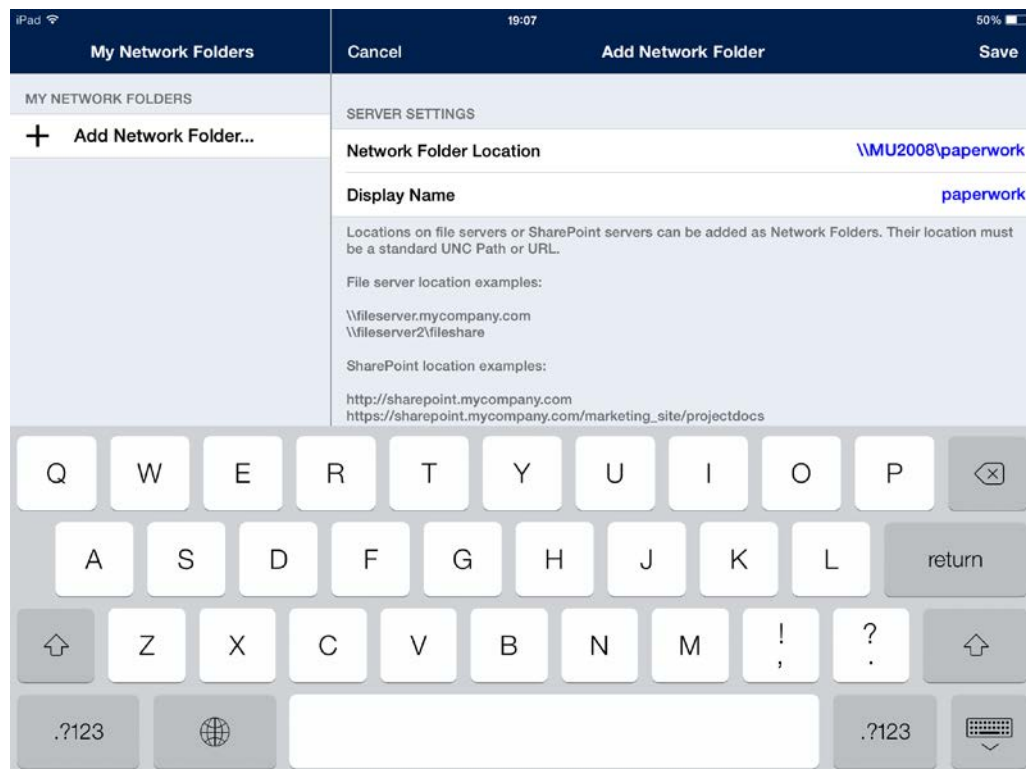 iPad 19:07 50%
My Network Folders
Cancel Add Network Folder Save
MY NETWORK FOLDERS
+ Add Network Folder...
SERVER SETTINGS
Network Folder Location \\MU2008\paperwork
Display Name paperwork
Locations on file servers or SharePoint servers can be added as Network Folders. Their location must
be a standard UNC Path or URL.
File server location examples:
\\fileserver.mycompany.com
\\fileserver2\fileshare
SharePoint location examples:
http://sharepoint.mycompany.com
https://sharepoint.mycompany.com/marketing_site/projectdocs
Q W E R T Y U I O P
A S D F G H J K L return
Z X C V B N M ! , ? .
.?123 .?123